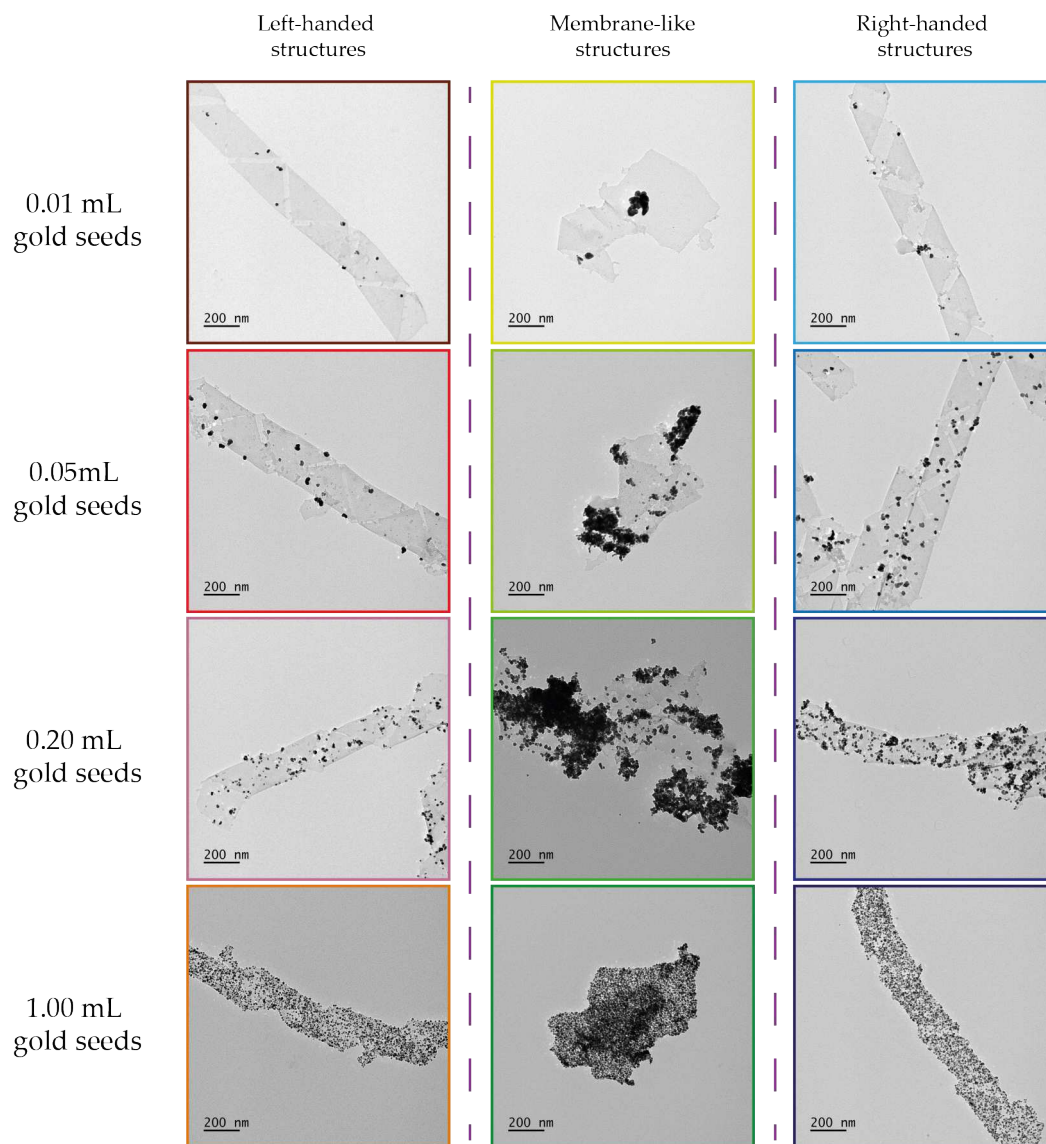 Left-handed
structures
Membrane-like
structures
Right-handed
structures
0.01 mL
gold seeds
200 nm
200 nm
200 nm
0.05mL
gold seeds
200 nm
200 nm
200 nm
0.20 mL
gold seeds
200 nm
200 nm
200 nm
1.00 mL
gold seeds
200 nm
200 nm
200 nm